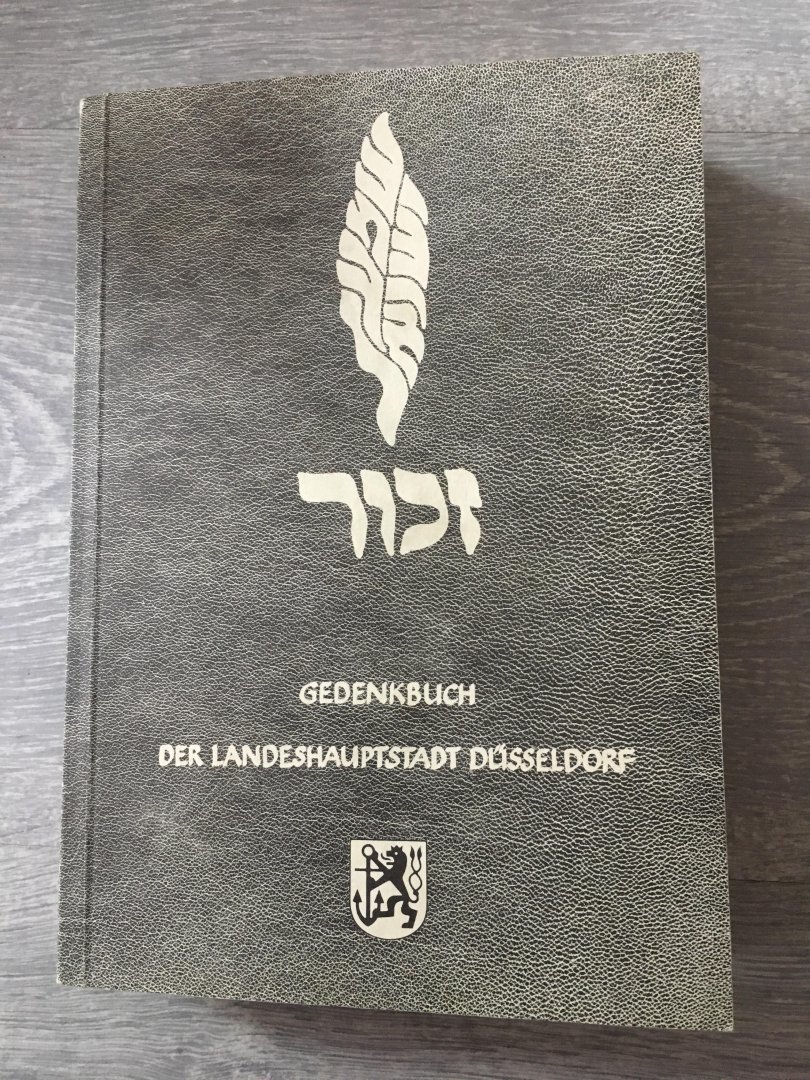 זכור
GEDENKBUCH
DER LANDESHAUPTSTADT DÜSSELDORF